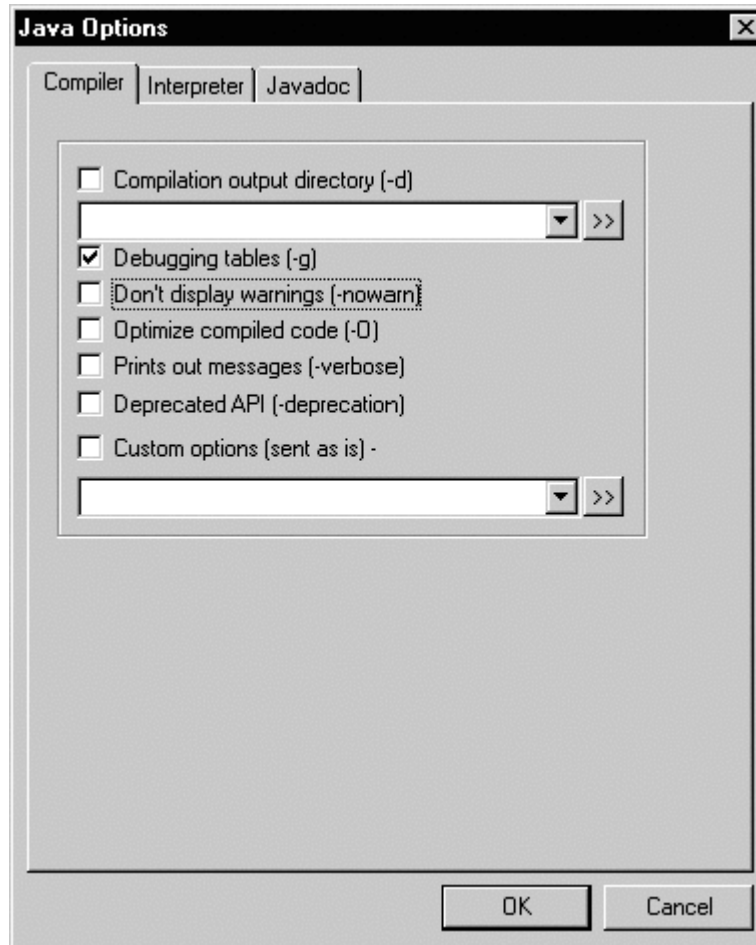 Java Options
Compiler Interpreter Javadoc
Compilation output directory (-d)
>>
Debugging tables (-g)
Don't display warnings (-nowarn)
Optimize compiled code (-O)
Prints out messages (-verbose)
Deprecated API (-deprecation)
Custom options (sent as is) -
>>
OK Cancel